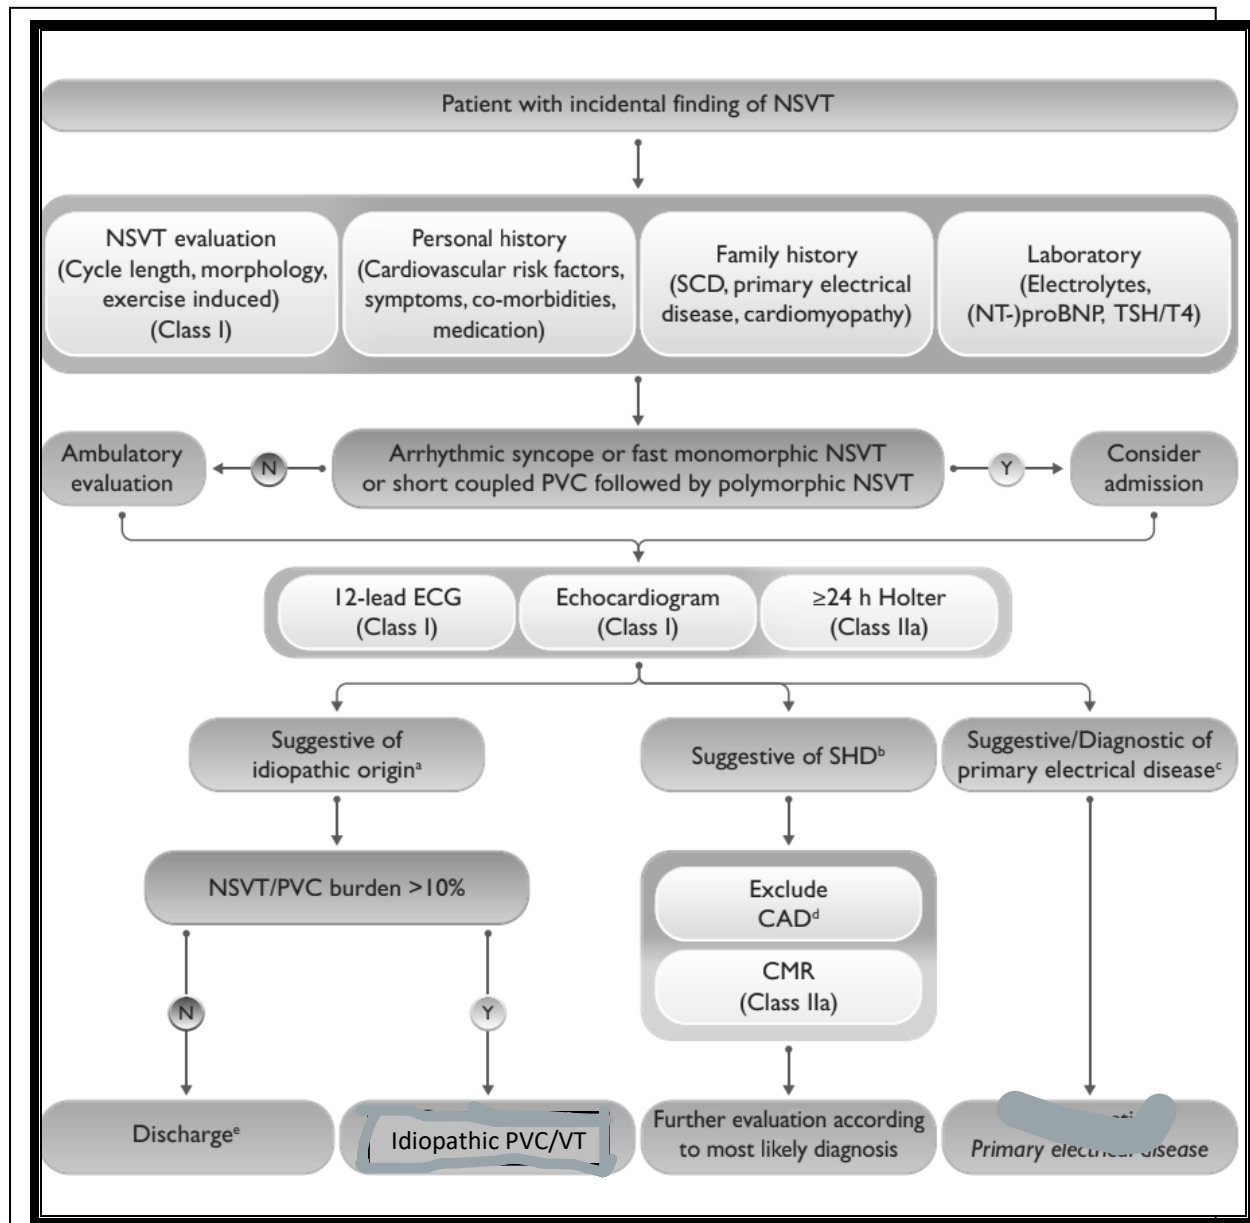 Patient with incidental finding of NSVT
NSVT evaluation
(Cycle length, morphology,
exercise induced)
(Class I)
Personal history
(Cardiovascular risk factors,
symptoms, co-morbidities,
medication)
Family history
(SCD, primary electrical
disease, cardiomyopathy)
Laboratory
(Electrolytes,
(NT-)proBNP, TSH/T4)
Ambulatory
evaluation
N
Arrhythmic syncope or fast monomorphic NSVT
or short coupled PVC followed by polymorphic NSVT
Y
Consider
admission
12-lead ECG
(Class I)
Echocardiogram
(Class I)
≥24 h Holter
(Class IIa)
Suggestive of
idiopathic originᵃ
Suggestive of SHDᵇ
Suggestive/Diagnostic of
primary electrical diseaseᶜ
NSVT/PVC burden >10%
Exclude
CADᵈ
CMR
(Class IIa)
N
Y
Dischargeᵉ
Idiopathic PVC/VT
Further evaluation according
to most likely diagnosis
Primary electrical disease